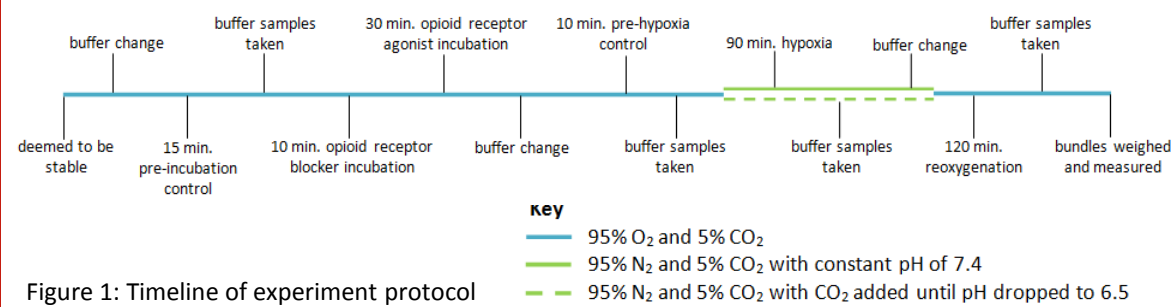 buffer change
buffer samples
taken
30 min. opioid receptor
agonist incubation
10 min. pre-hypoxia
control
90 min. hypoxia
buffer change
buffer samples
taken
deemed to be
stable
15 min.
pre-incubation
control
10 min. opioid receptor
blocker incubation
buffer change
buffer samples
taken
buffer samples
taken
120 min.
reoxygenation
bundles weighed
and measured
Key
95% O₂ and 5% CO₂
95% N₂ and 5% CO₂ with constant pH of 7.4
95% N₂ and 5% CO₂ with CO₂ added until pH dropped to 6.5
Figure 1: Timeline of experiment protocol